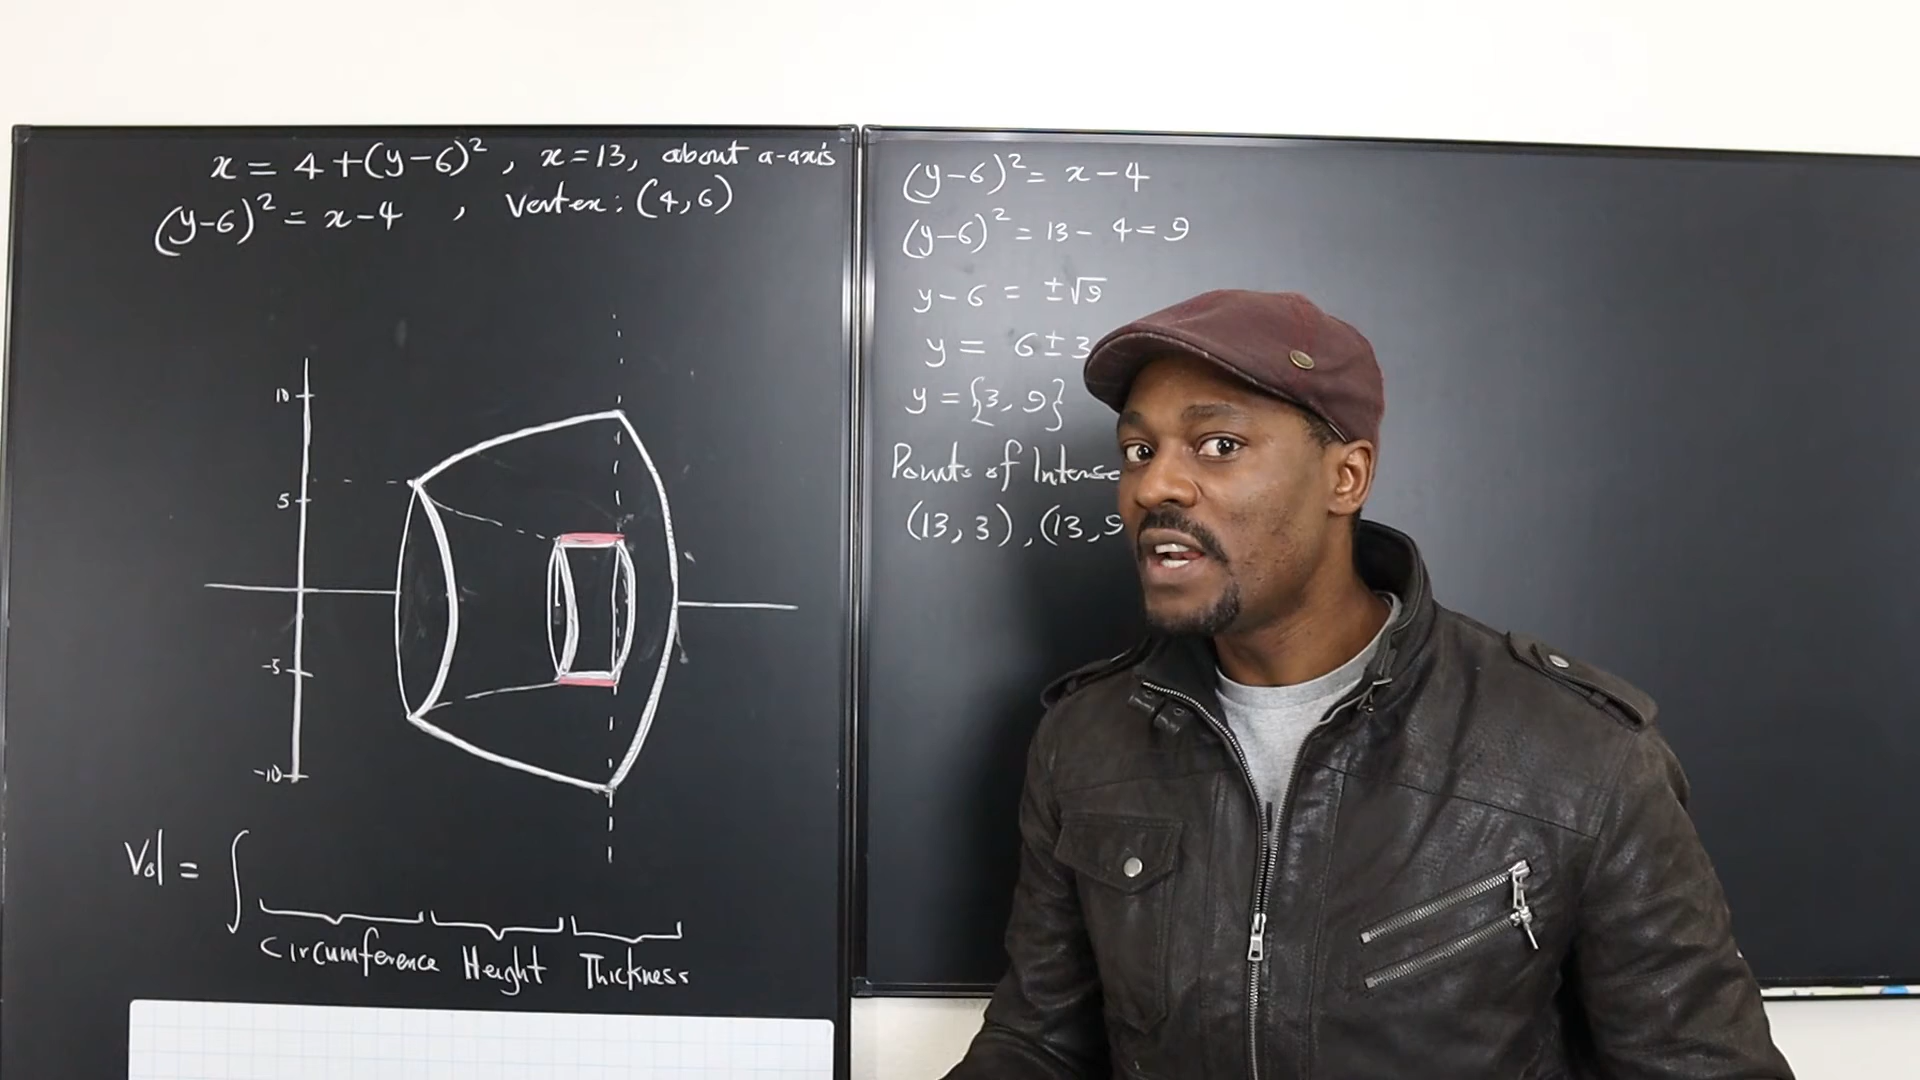 x = 4 + (y-6)², x = 13, about a-axis
(y-6)² = x-4 , Vertex: (4,6)
10
5
-5
-10
Vol = ∫
Circumference Height Thickness
(y-6)² = x-4
(y-6)² = 13 - 4 = 9
y-6 = ±√9
y = 6 ± 3
y = {3, 9}
Points of Interse
(13, 3), (13, 9